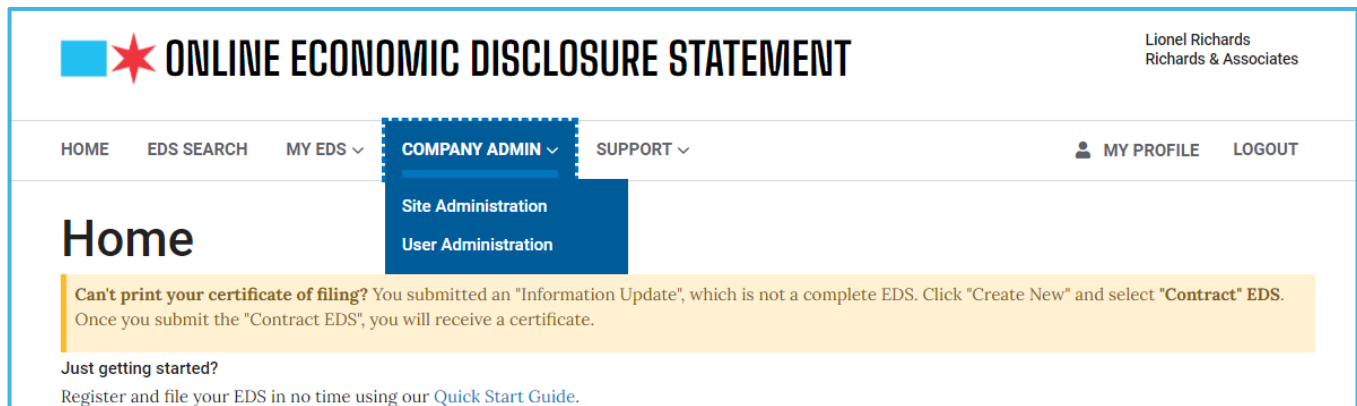 ONLINE ECONOMIC DISCLOSURE STATEMENT
Lionel Richards
Richards & Associates
HOME EDS SEARCH MY EDS COMPANY ADMIN SUPPORT MY PROFILE LOGOUT
Site Administration
User Administration
Home
Can't print your certificate of filing? You submitted an "Information Update", which is not a complete EDS. Click "Create New" and select "Contract" EDS.
Once you submit the "Contract EDS", you will receive a certificate.
Just getting started?
Register and file your EDS in no time using our Quick Start Guide.